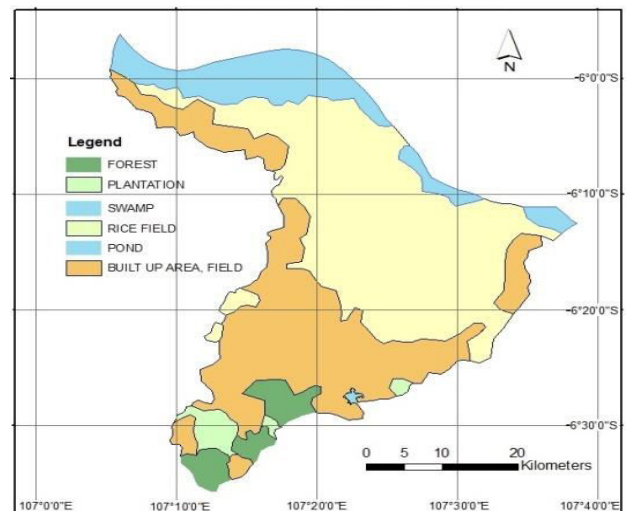 N
6°0'0"S
6°10'0"S
6°20'0"S
6°30'0"S
Legend
FOREST
PLANTATION
SWAMP
RICE FIELD
POND
BUILT UP AREA, FIELD
0 5 10 20
Kilometers
107°0'0"E 107°10'0"E 107°20'0"E 107°30'0"E 107°40'0"E